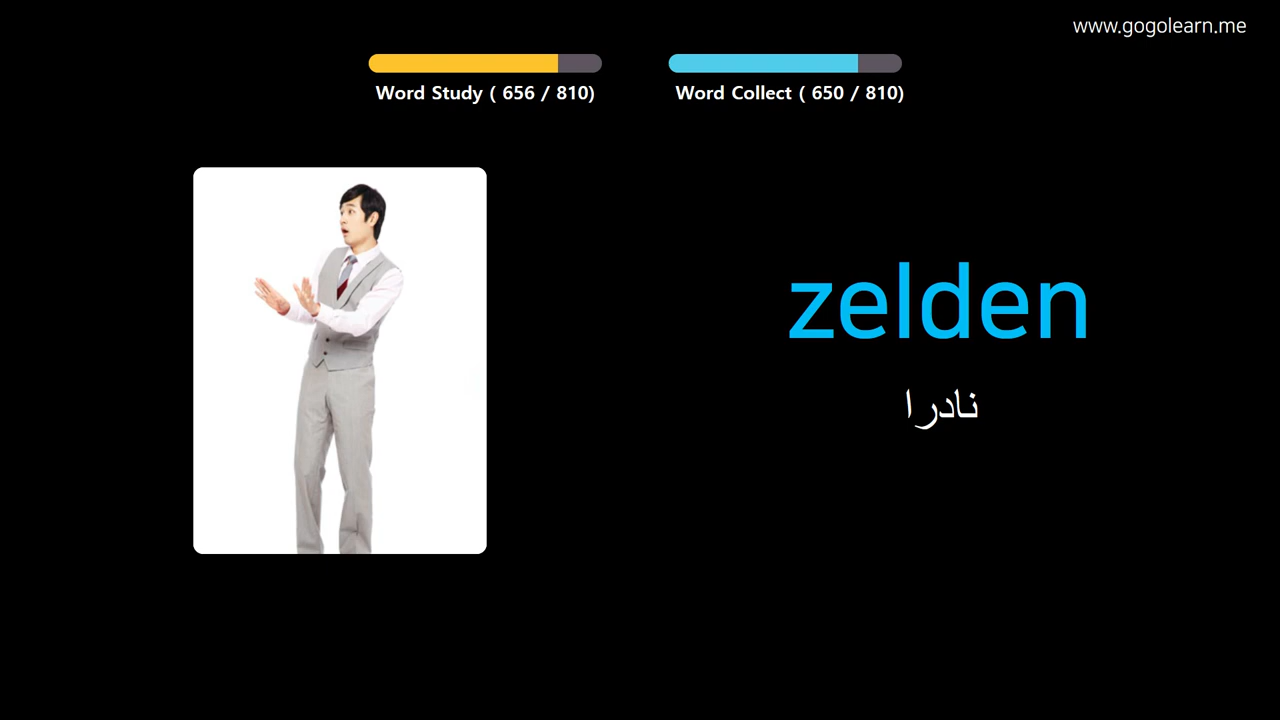 www.gogolearn.me
Word Study ( 656 / 810)
Word Collect ( 650 / 810)
zelden
نادرا